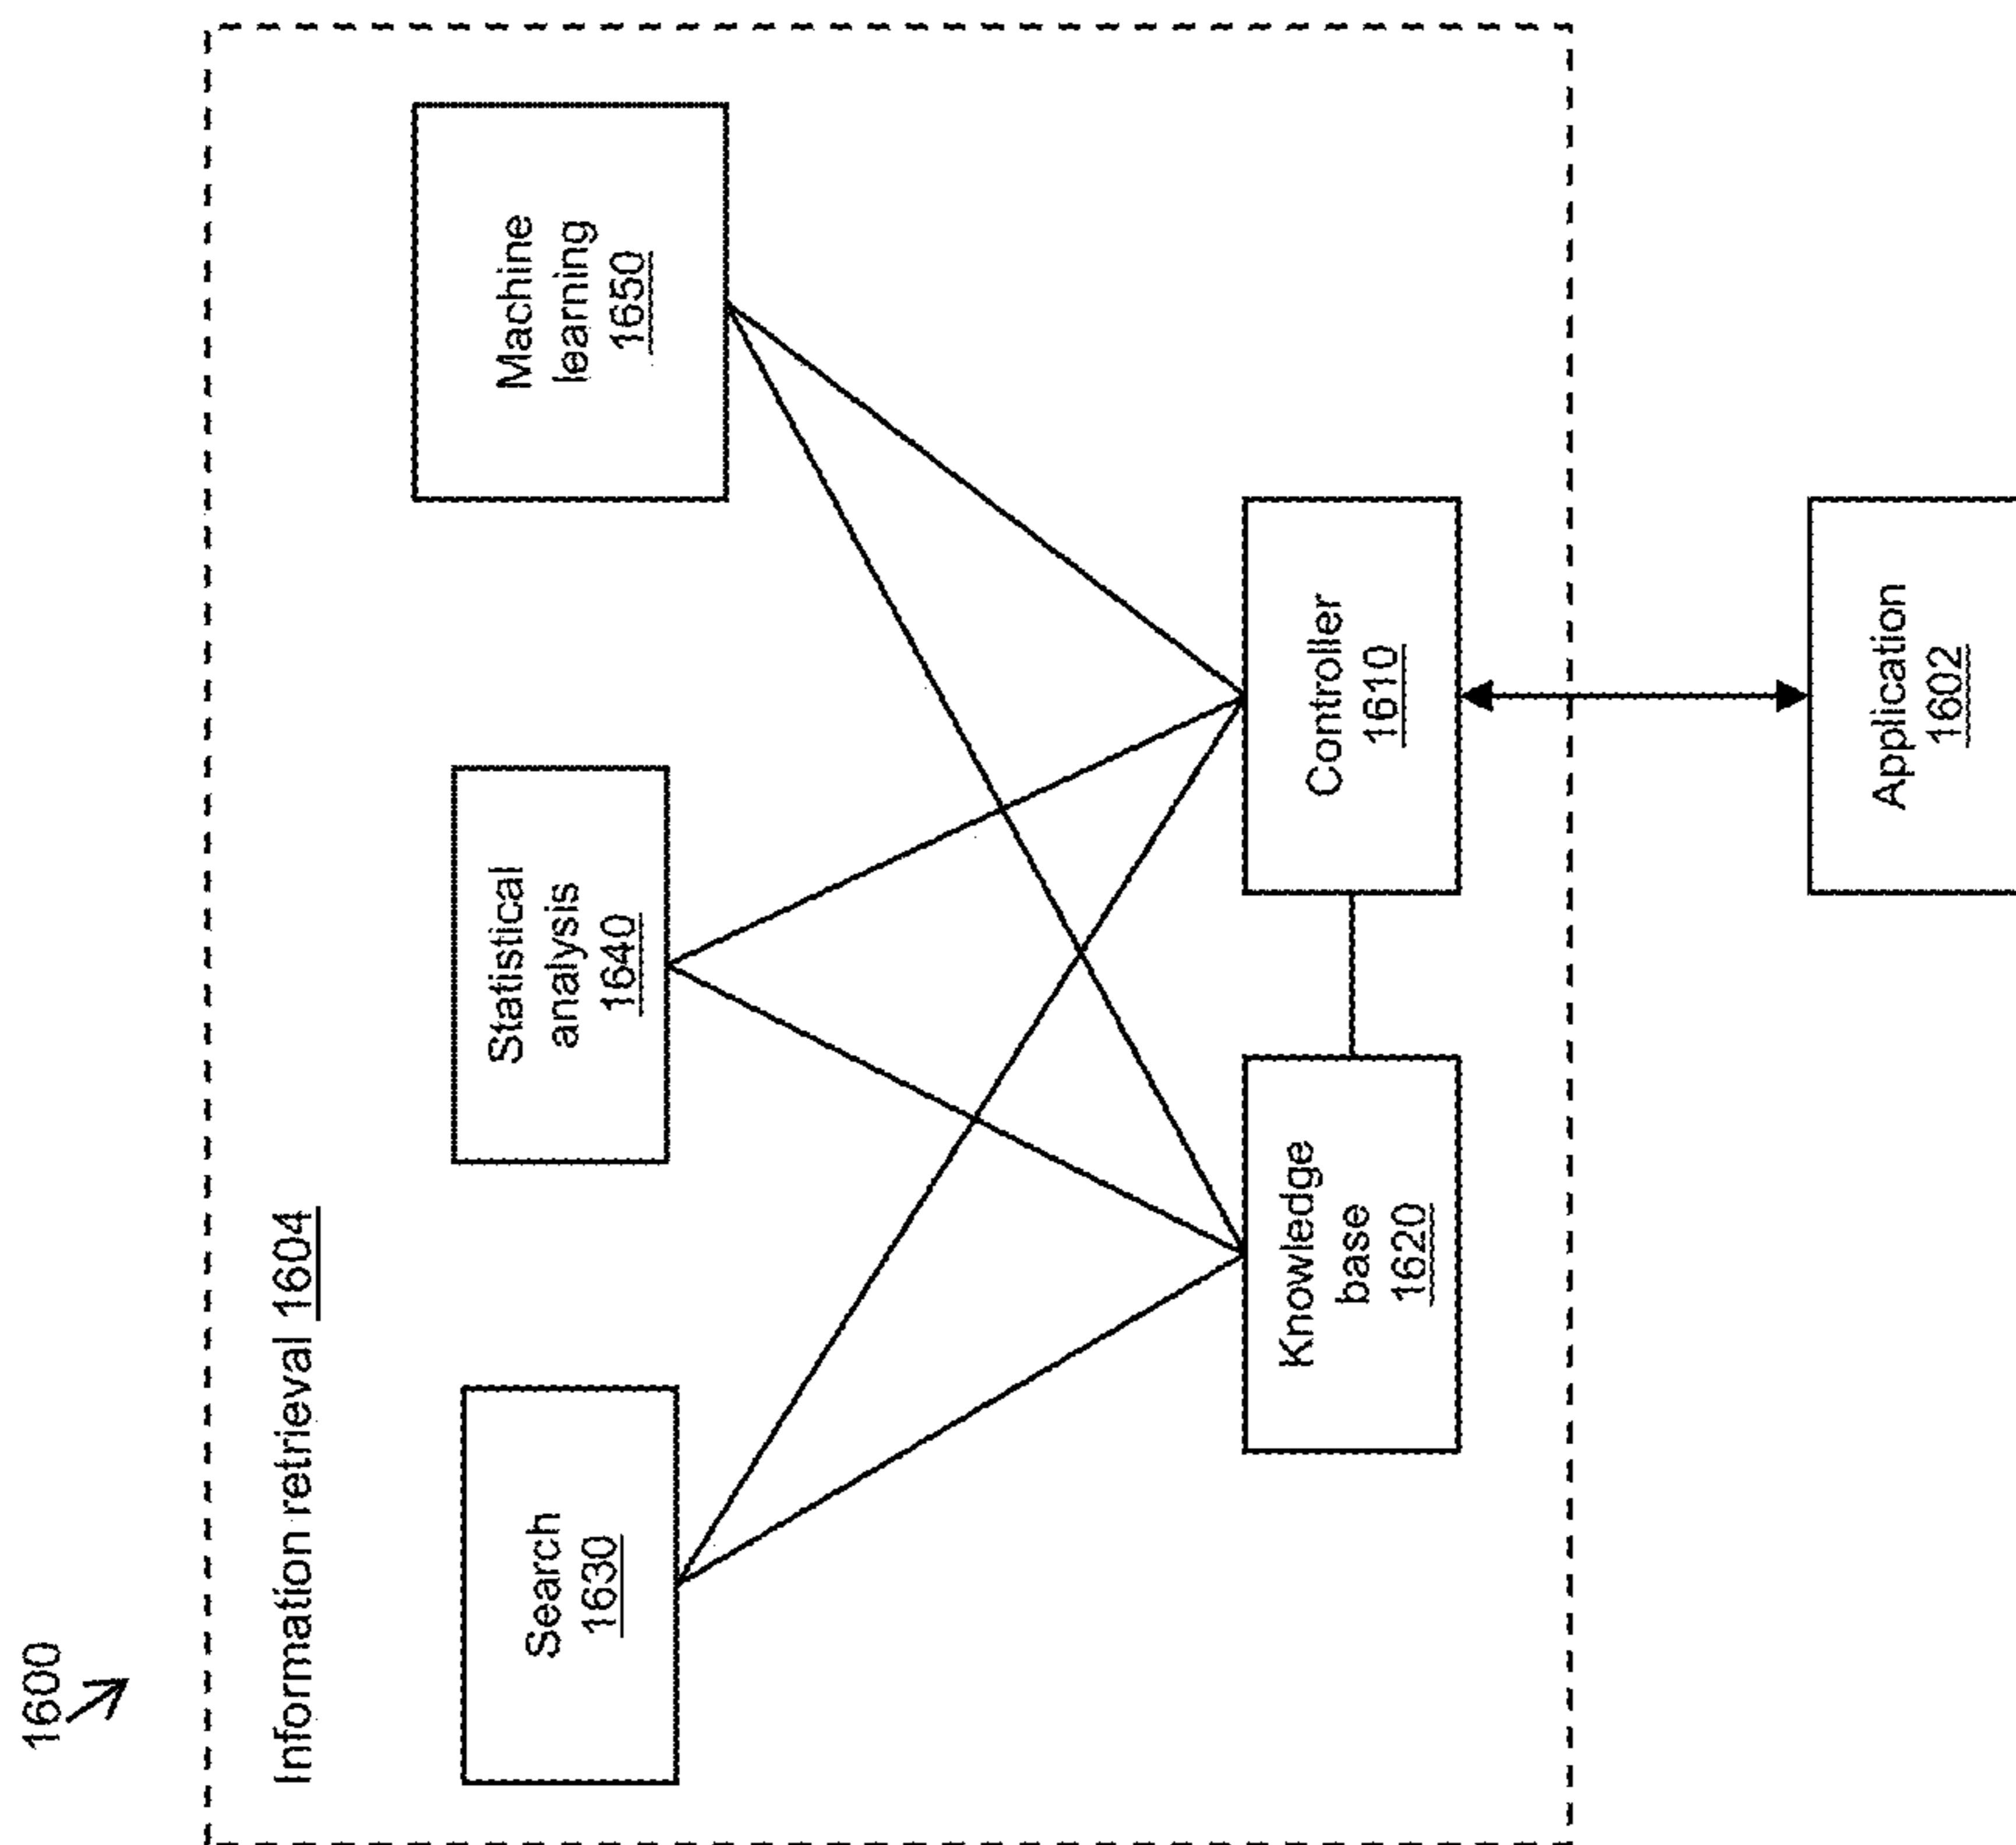 1600
Information retrieval 1604
Search
1630
Statistical
analysis
1640
Machine
learning
1650
Knowledge
base
1620
Controller
1610
Application
1602